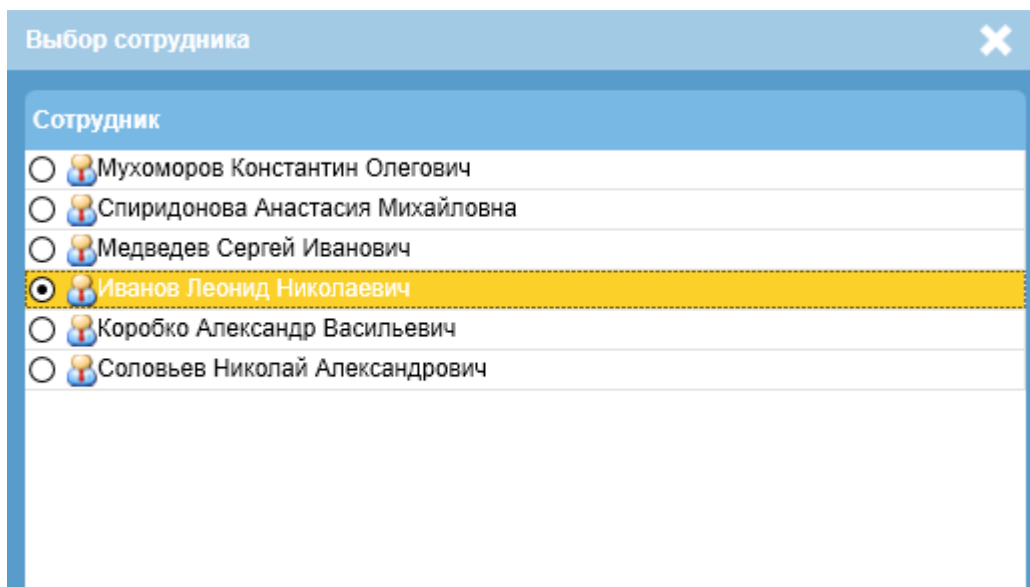 Выбор сотрудника
Сотрудник
Мухоморов Константин Олегович
Спиридонова Анастасия Михайловна
Медведев Сергей Иванович
Иванов Леонид Николаевич
Коробко Александр Васильевич
Соловьев Николай Александрович